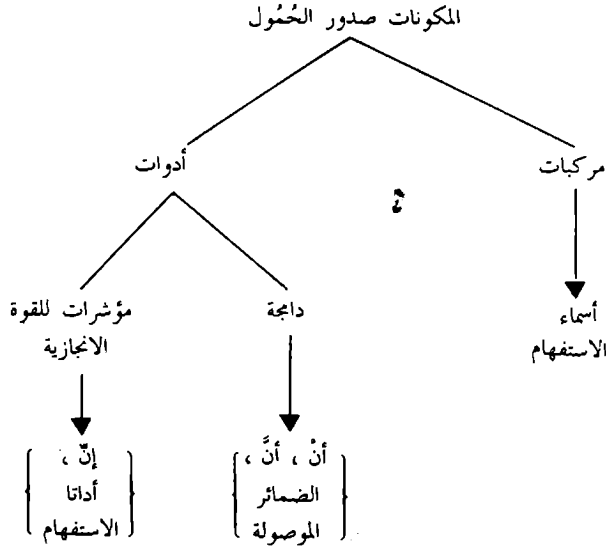 المكونات صدور الحُمُول
مركبات
أدوات
أسماء
الاستفهام
دامجة
مؤشرات للقوة
الانجازية
أنْ ، أنَّ ،
الضمائر
الموصولة
إنّ ،
أداتا
الاستفهام